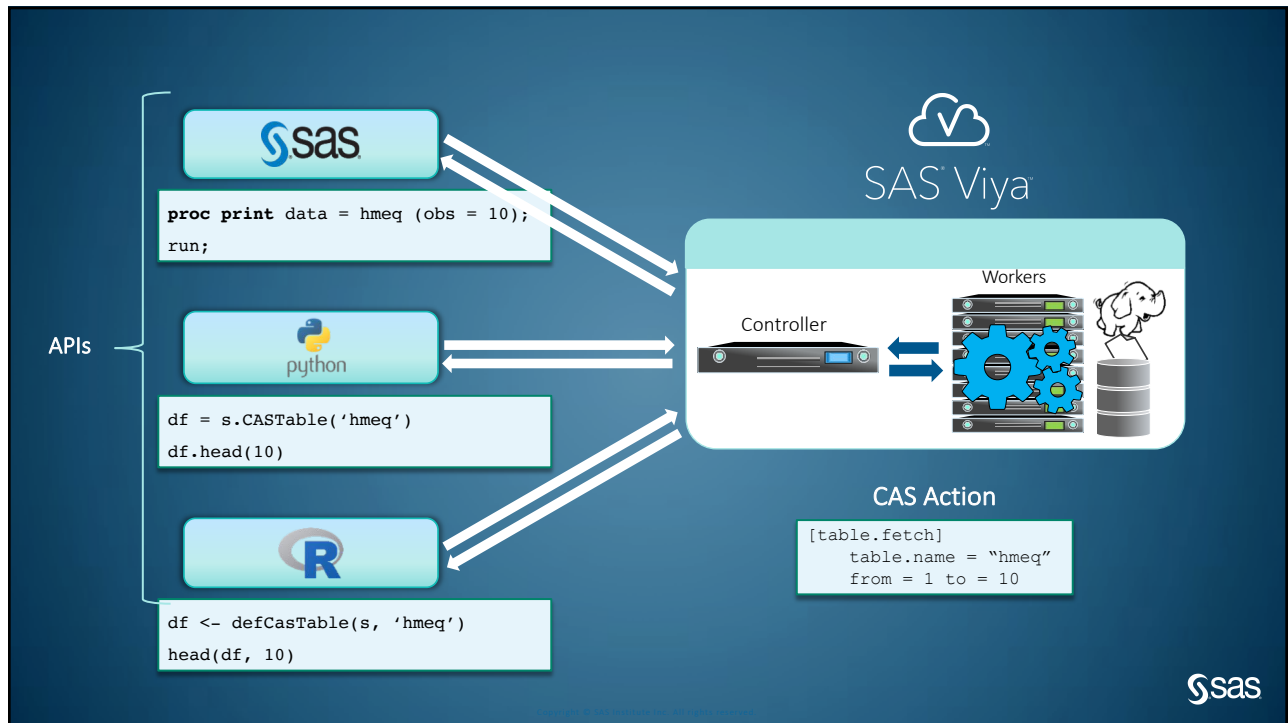 APIs
sas
proc print data = hmeq (obs = 10);
run;
python
df = s.CASTable(‘hmeq’)
df.head(10)
R
df <- defCasTable(s, ‘hmeq’)
head(df, 10)
SAS® Viya™
Controller
Workers
CAS Action
[table.fetch]
table.name = “hmeq”
from = 1 to = 10
sas